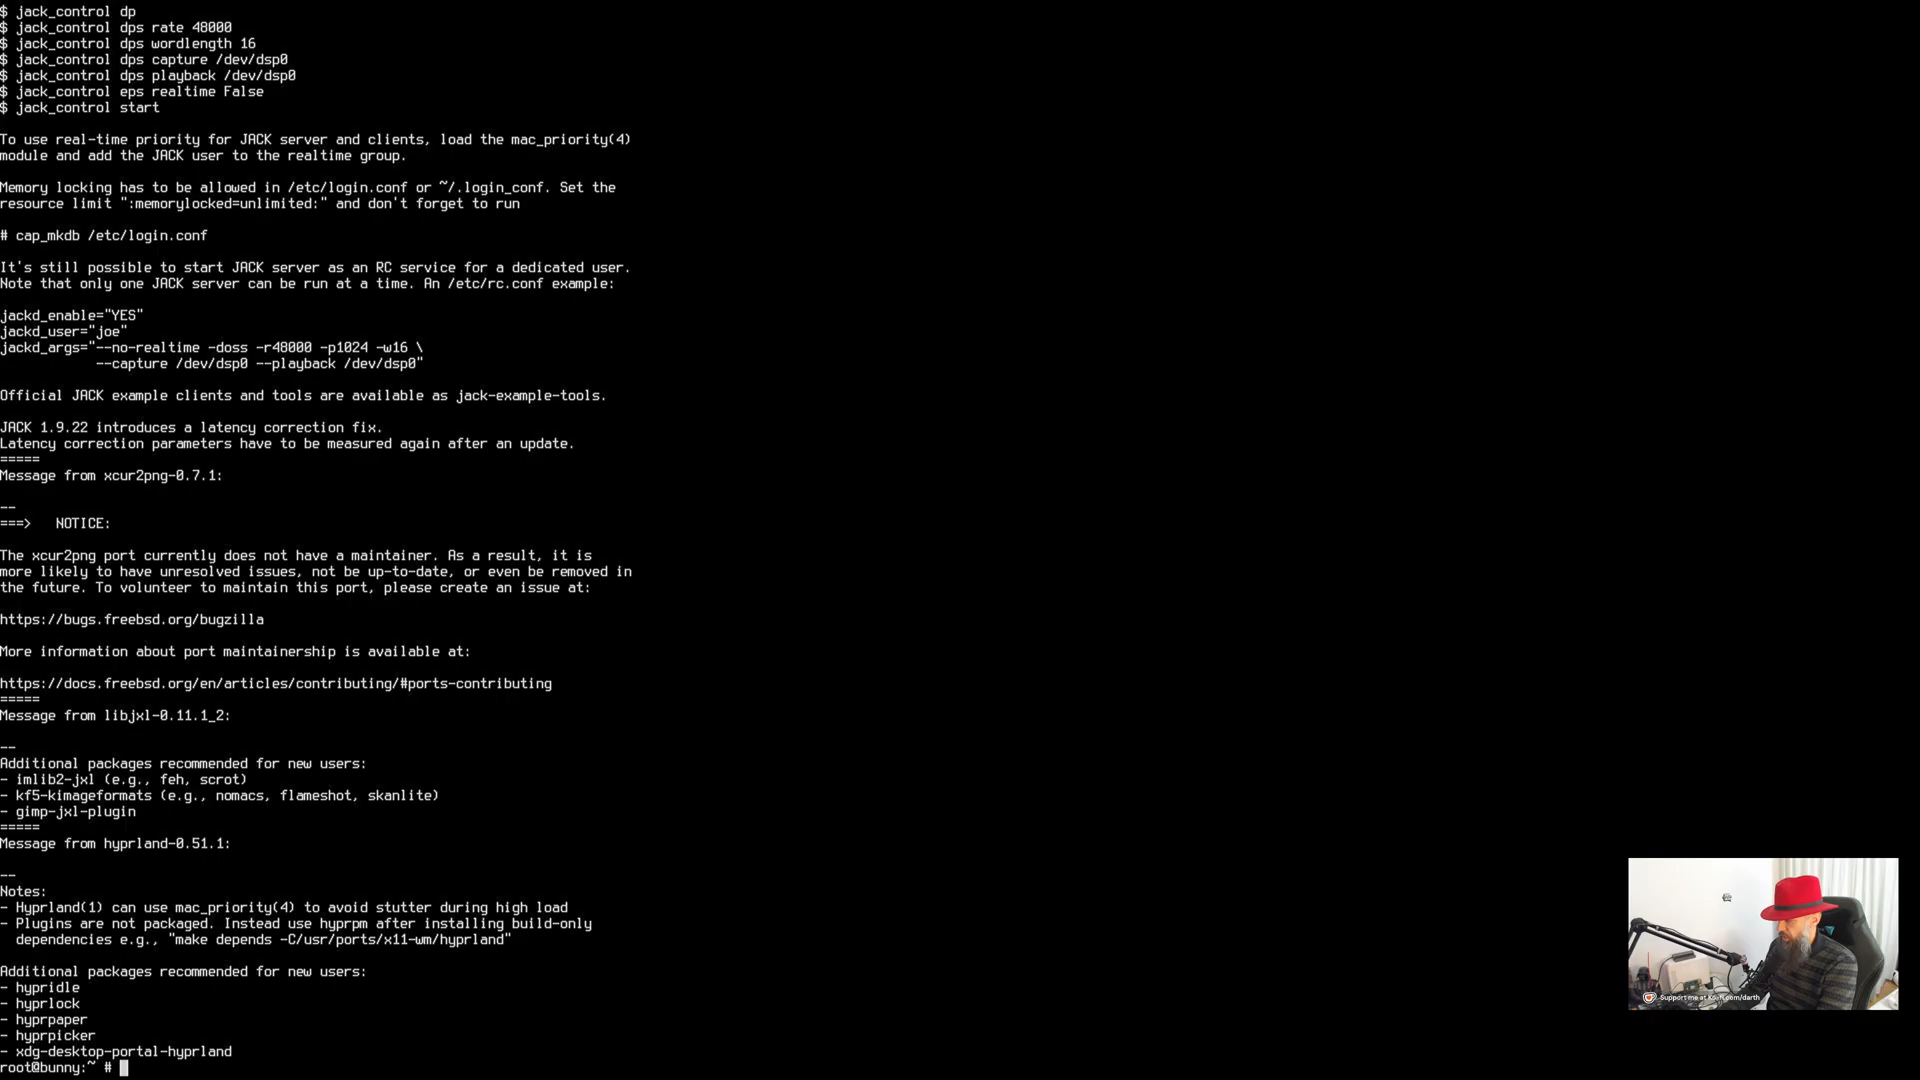 $ jack_control dp
$ jack_control dps rate 48000
$ jack_control dps wordlength 16
$ jack_control dps capture /dev/dsp0
$ jack_control dps playback /dev/dsp0
$ jack_control eps realtime False
$ jack_control start
To use real-time priority for JACK server and clients, load the mac_priority(4)
module and add the JACK user to the realtime group.
Memory locking has to be allowed in /etc/login.conf or ~/.login_conf. Set the
resource limit ":memorylocked=unlimited:" and don't forget to run
# cap_mkdb /etc/login.conf
It's still possible to start JACK server as an RC service for a dedicated user.
Note that only one JACK server can be run at a time. An /etc/rc.conf example:
jackd_enable="YES"
jackd_user="joe"
jackd_args="--no-realtime -doss -r48000 -p1024 -w16 \
--capture /dev/dsp0 --playback /dev/dsp0"
Official JACK example clients and tools are available as jack-example-tools.
JACK 1.9.22 introduces a latency correction fix.
Latency correction parameters have to be measured again after an update.
=====
Message from xcur2png-0.7.1:
--
===> NOTICE:
The xcur2png port currently does not have a maintainer. As a result, it is
more likely to have unresolved issues, not be up-to-date, or even be removed in
the future. To volunteer to maintain this port, please create an issue at:
https://bugs.freebsd.org/bugzilla
More information about port maintainership is available at:
https://docs.freebsd.org/en/articles/contributing/#ports-contributing
=====
Message from libjxl-0.11.1_2:
--
Additional packages recommended for new users:
- imlib2-jxl (e.g., feh, scrot)
- kf5-kimageformats (e.g., nomacs, flameshot, skanlite)
- gimp-jxl-plugin
=====
Message from hyprland-0.51.1:
--
Notes:
- Hyprland(1) can use mac_priority(4) to avoid stutter during high load
- Plugins are not packaged. Instead use hyprpm after installing build-only
dependencies e.g., "make depends -C/usr/ports/x11-wm/hyprland"
Additional packages recommended for new users:
- hypridle
- hyprlock
- hyprpaper
- hyprpicker
- xdg-desktop-portal-hyprland
root@bunny:~ #
Support me at Ko-fi.com/darth